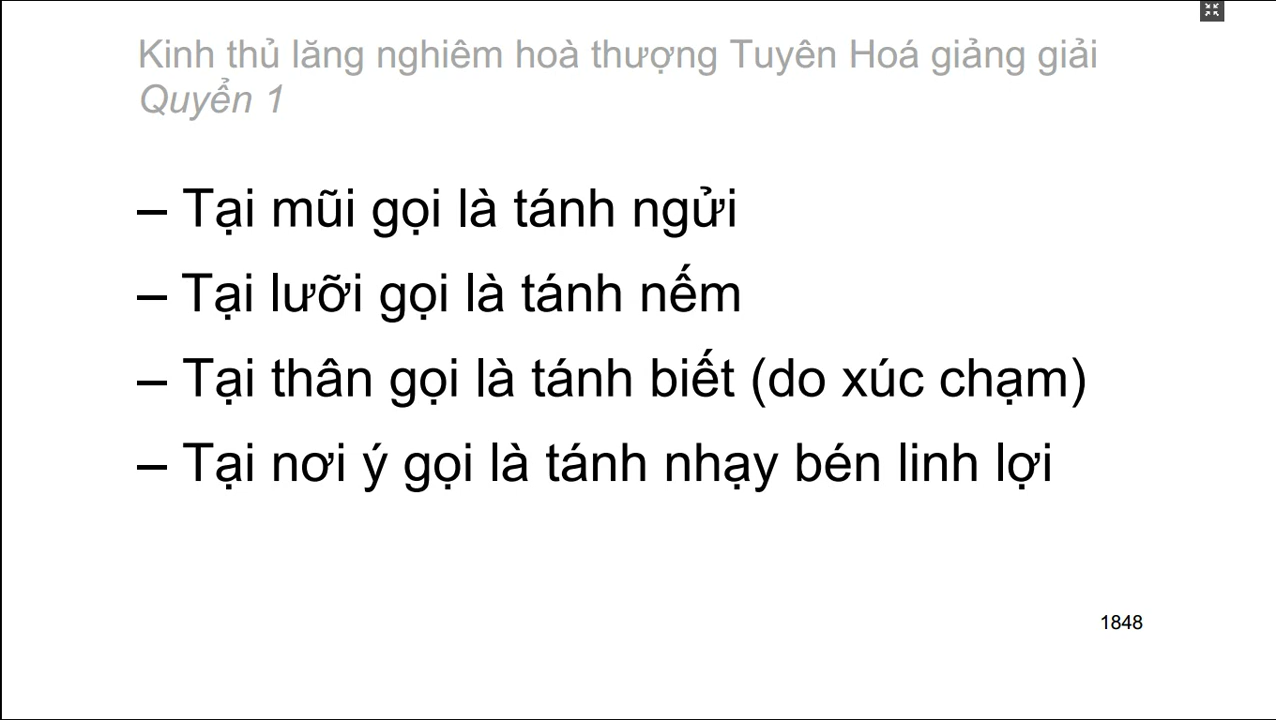 Kinh thủ lăng nghiêm hoà thượng Tuyên Hoá giảng giải
Quyển 1
– Tại mũi gọi là tánh ngửi
– Tại lưỡi gọi là tánh nếm
– Tại thân gọi là tánh biết (do xúc chạm)
– Tại nơi ý gọi là tánh nhạy bén linh lợi
1848